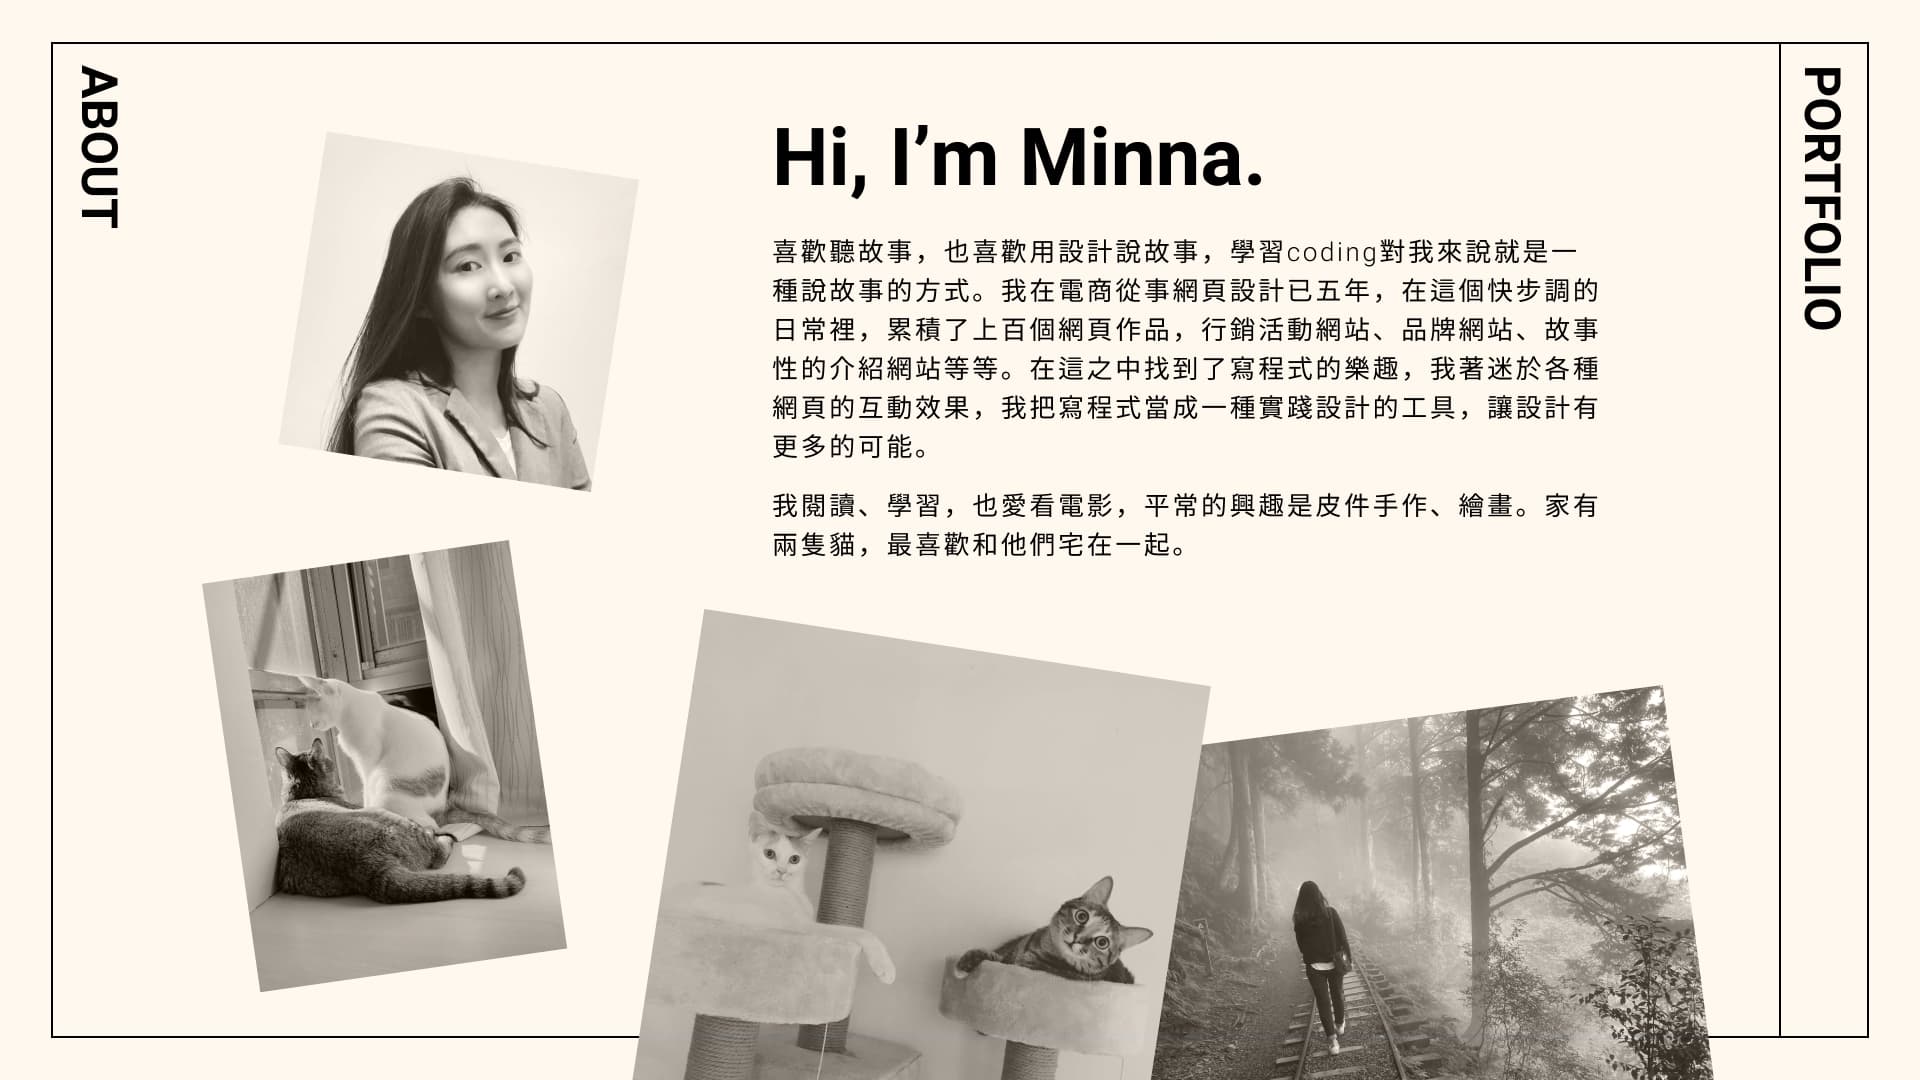 ABOUT
PORTFOLIO
Hi, I’m Minna.
喜歡聽故事，也喜歡用設計說故事，學習coding對我來說就是一
種說故事的方式。我在電商從事網頁設計已五年，在這個快步調的
日常裡，累積了上百個網頁作品，行銷活動網站、品牌網站、故事
性的介紹網站等等。在這之中找到了寫程式的樂趣，我著迷於各種
網頁的互動效果，我把寫程式當成一種實踐設計的工具，讓設計有
更多的可能。
我閱讀、學習，也愛看電影，平常的興趣是皮件手作、繪畫。家有
兩隻貓，最喜歡和他們宅在一起。